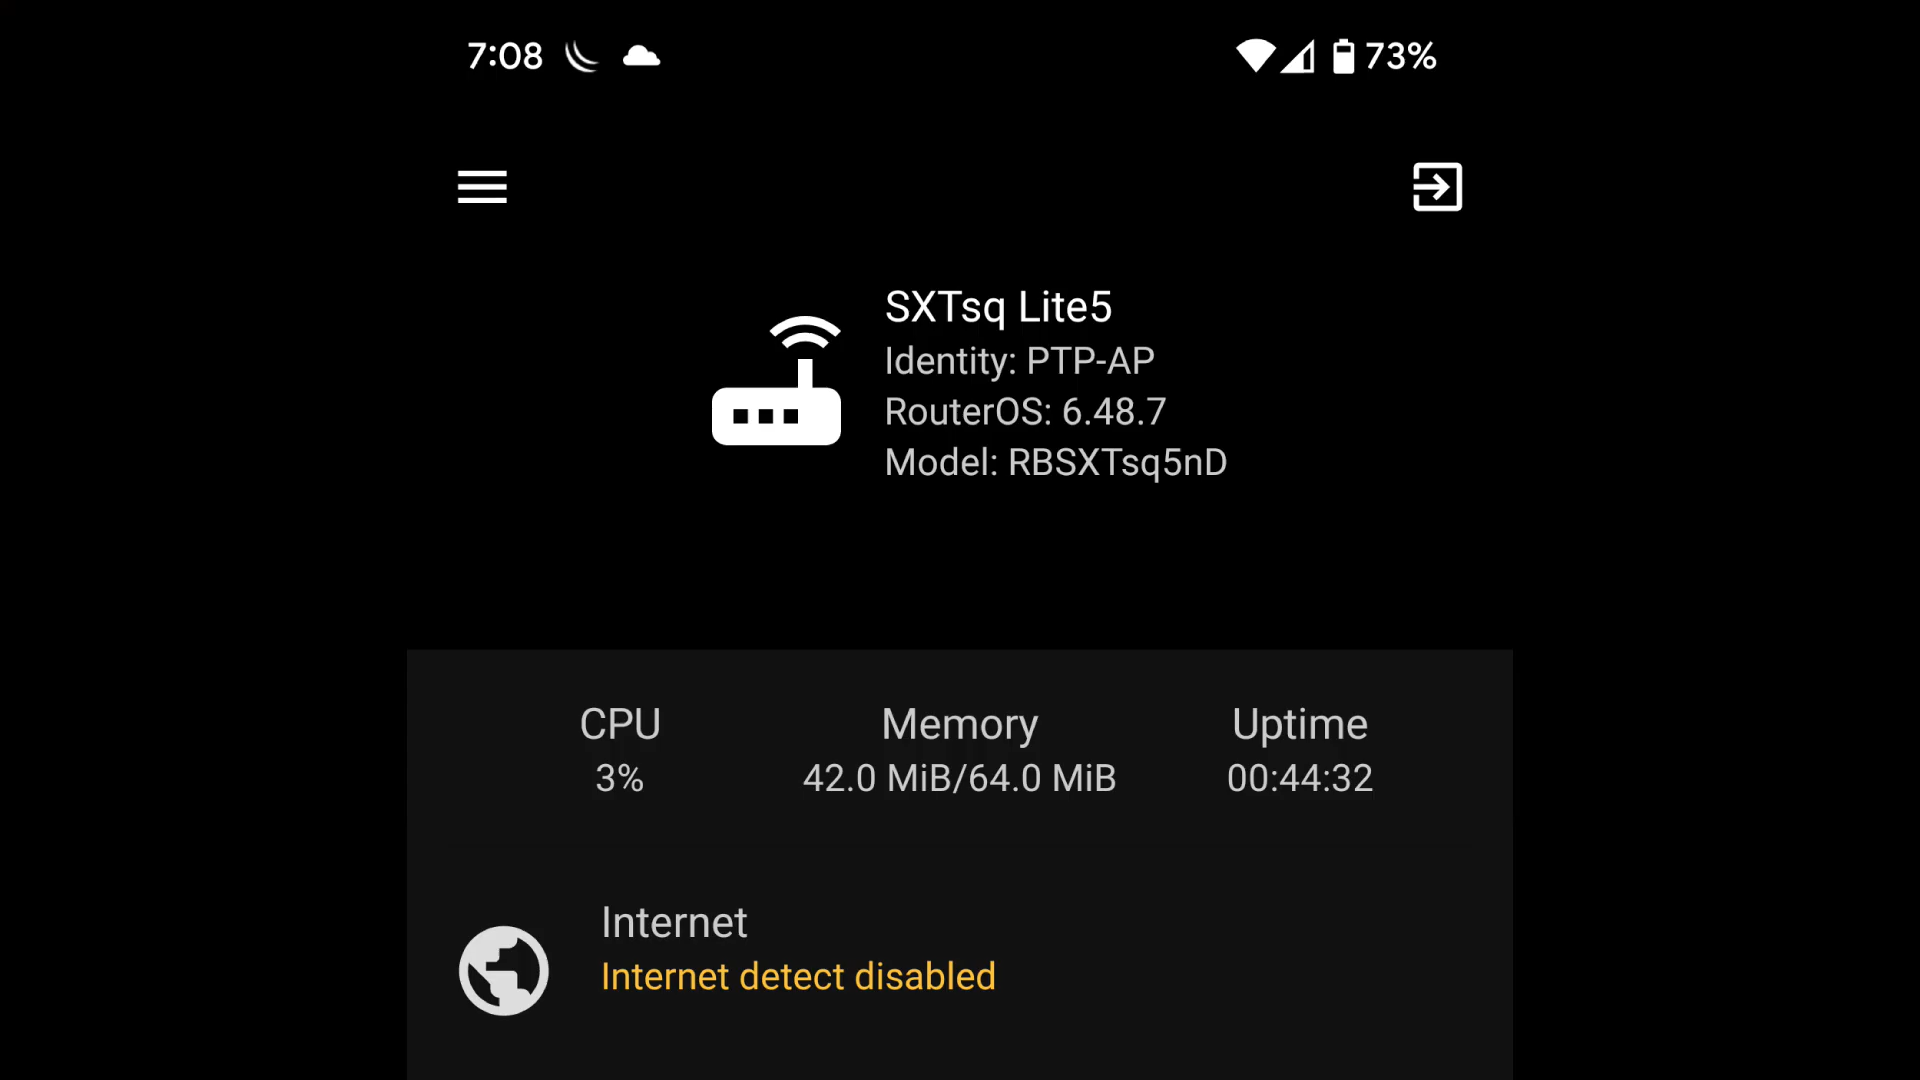 7:08
73%
SXTsq Lite5
Identity: PTP-AP
RouterOS: 6.48.7
Model: RBSXTsq5nD
CPU Memory Uptime
3% 42.0 MiB/64.0 MiB 00:44:32
Internet
Internet detect disabled